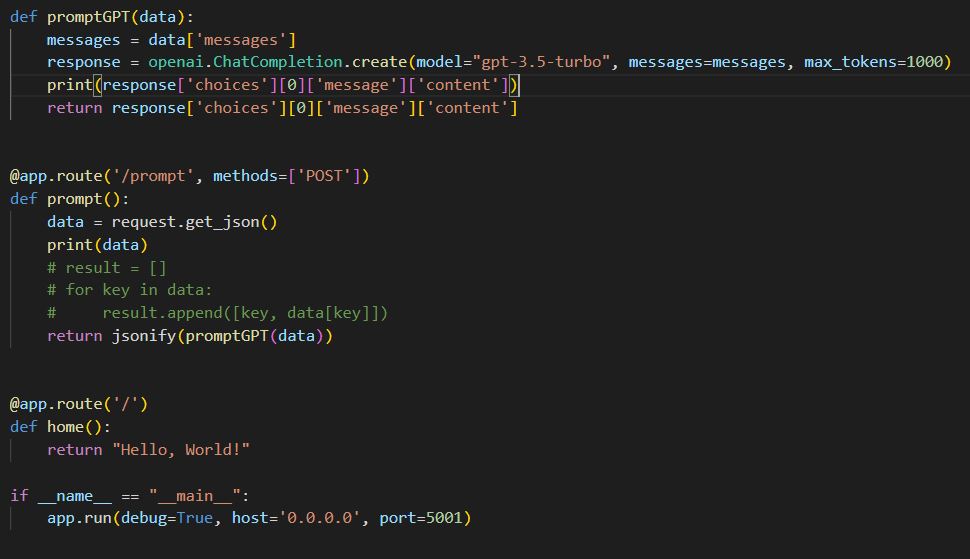 def promptGPT(data):
    messages = data['messages']
    response = openai.ChatCompletion.create(model="gpt-3.5-turbo", messages=messages, max_tokens=1000)
    print(response['choices'][0]['message']['content'])
    return response['choices'][0]['message']['content']
@app.route('/prompt', methods=['POST'])
def prompt():
    data = request.get_json()
    print(data)
    # result = []
    # for key in data:
    #     result.append([key, data[key]])
    return jsonify(promptGPT(data))
@app.route('/')
def home():
    return "Hello, World!"
if __name__ == "__main__":
    app.run(debug=True, host='0.0.0.0', port=5001)